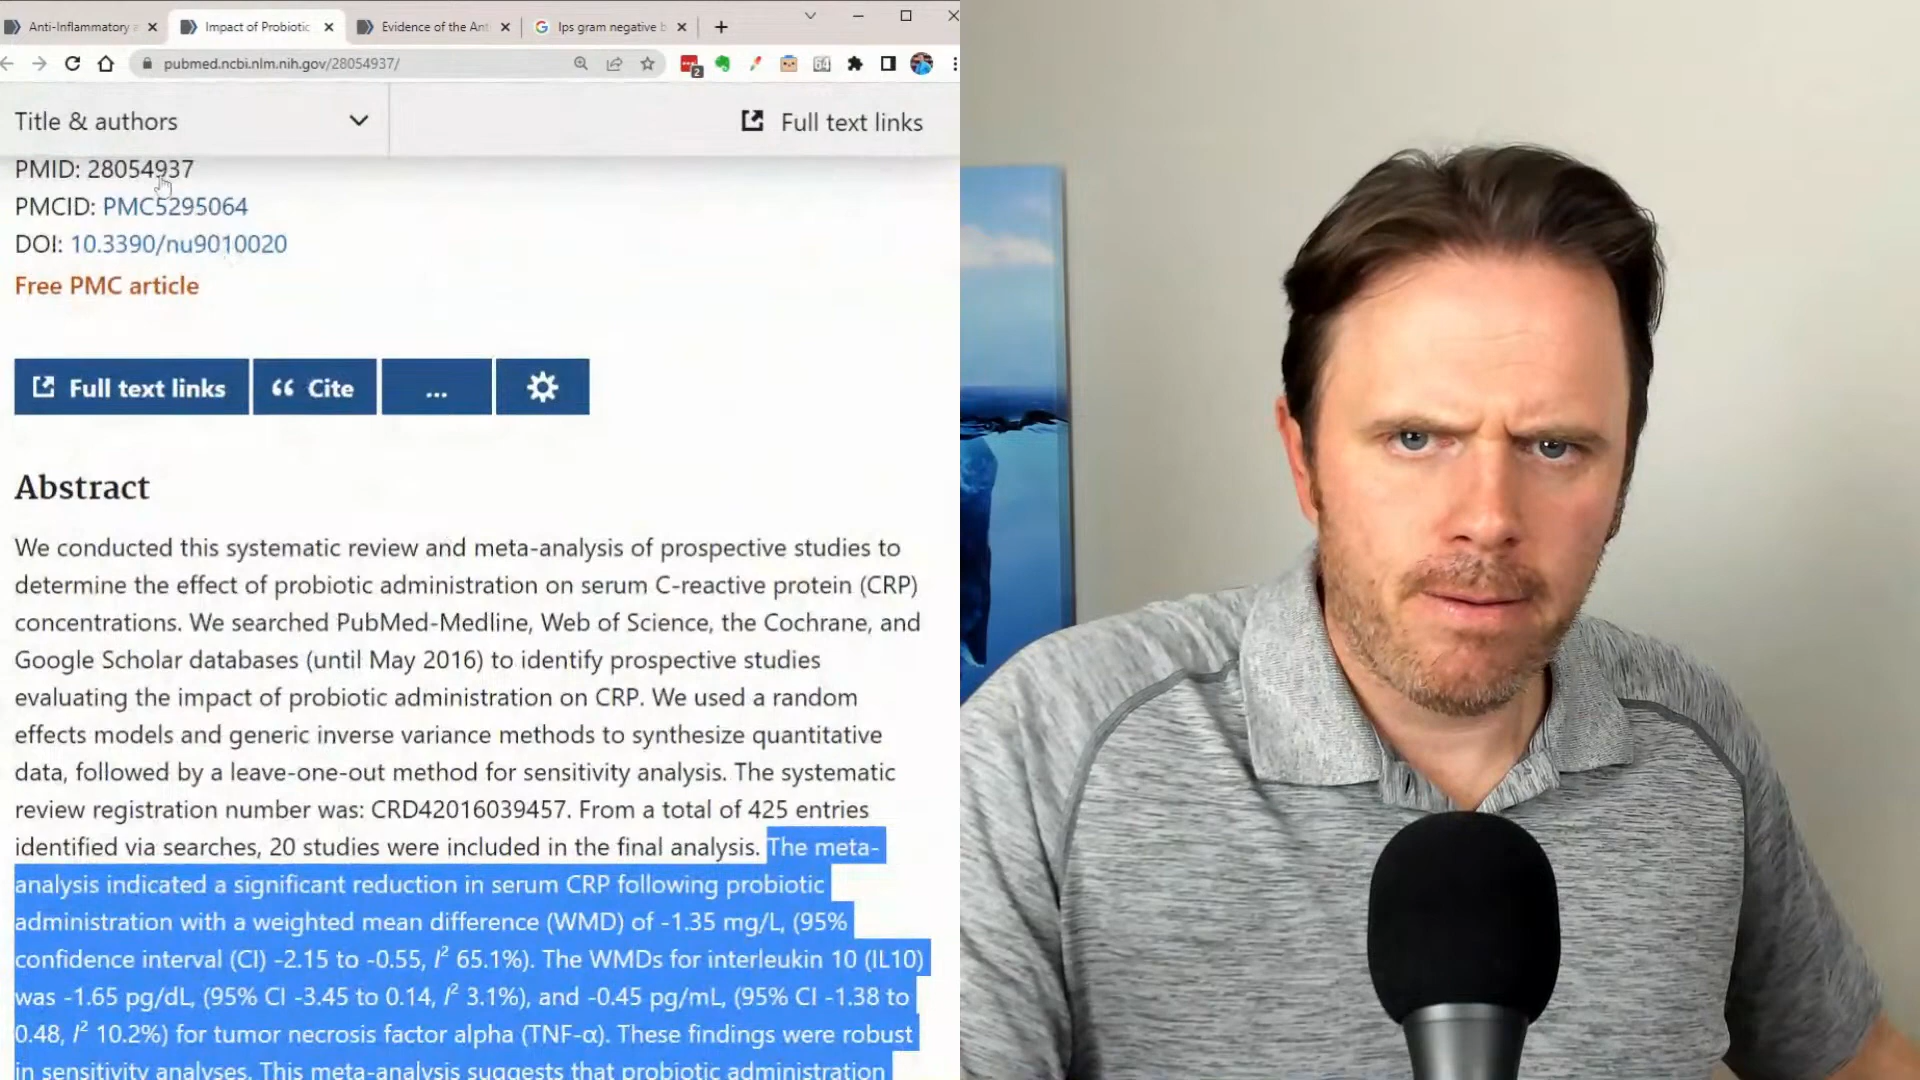 Anti-Inflammatory a
Impact of Probiotic
Evidence of the Ant
lps gram negative b
pubmed.ncbi.nlm.nih.gov/28054937/
2
Title & authors
Full text links
PMID: 28054937
PMCID: PMC5295064
DOI: 10.3390/nu9010020
Free PMC article
Full text links
Cite
...
Abstract
We conducted this systematic review and meta-analysis of prospective studies to
determine the effect of probiotic administration on serum C-reactive protein (CRP)
concentrations. We searched PubMed-Medline, Web of Science, the Cochrane, and
Google Scholar databases (until May 2016) to identify prospective studies
evaluating the impact of probiotic administration on CRP. We used a random
effects models and generic inverse variance methods to synthesize quantitative
data, followed by a leave-one-out method for sensitivity analysis. The systematic
review registration number was: CRD42016039457. From a total of 425 entries
identified via searches, 20 studies were included in the final analysis. The meta-
analysis indicated a significant reduction in serum CRP following probiotic
administration with a weighted mean difference (WMD) of -1.35 mg/L, (95%
confidence interval (CI) -2.15 to -0.55, I² 65.1%). The WMDs for interleukin 10 (IL10)
was -1.65 pg/dL, (95% CI -3.45 to 0.14, I² 3.1%), and -0.45 pg/mL, (95% CI -1.38 to
0.48, I² 10.2%) for tumor necrosis factor alpha (TNF-α). These findings were robust
in sensitivity analyses. This meta-analysis suggests that probiotic administration